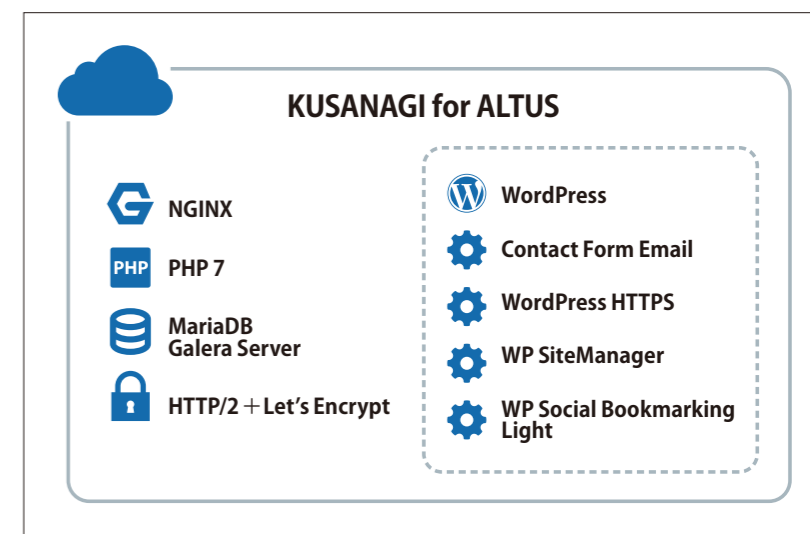 KUSANAGI for ALTUS
NGINX
PHP
PHP 7
MariaDB
Galera Server
HTTP/2＋Let's Encrypt
WordPress
Contact Form Email
WordPress HTTPS
WP SiteManager
WP Social Bookmarking
Light